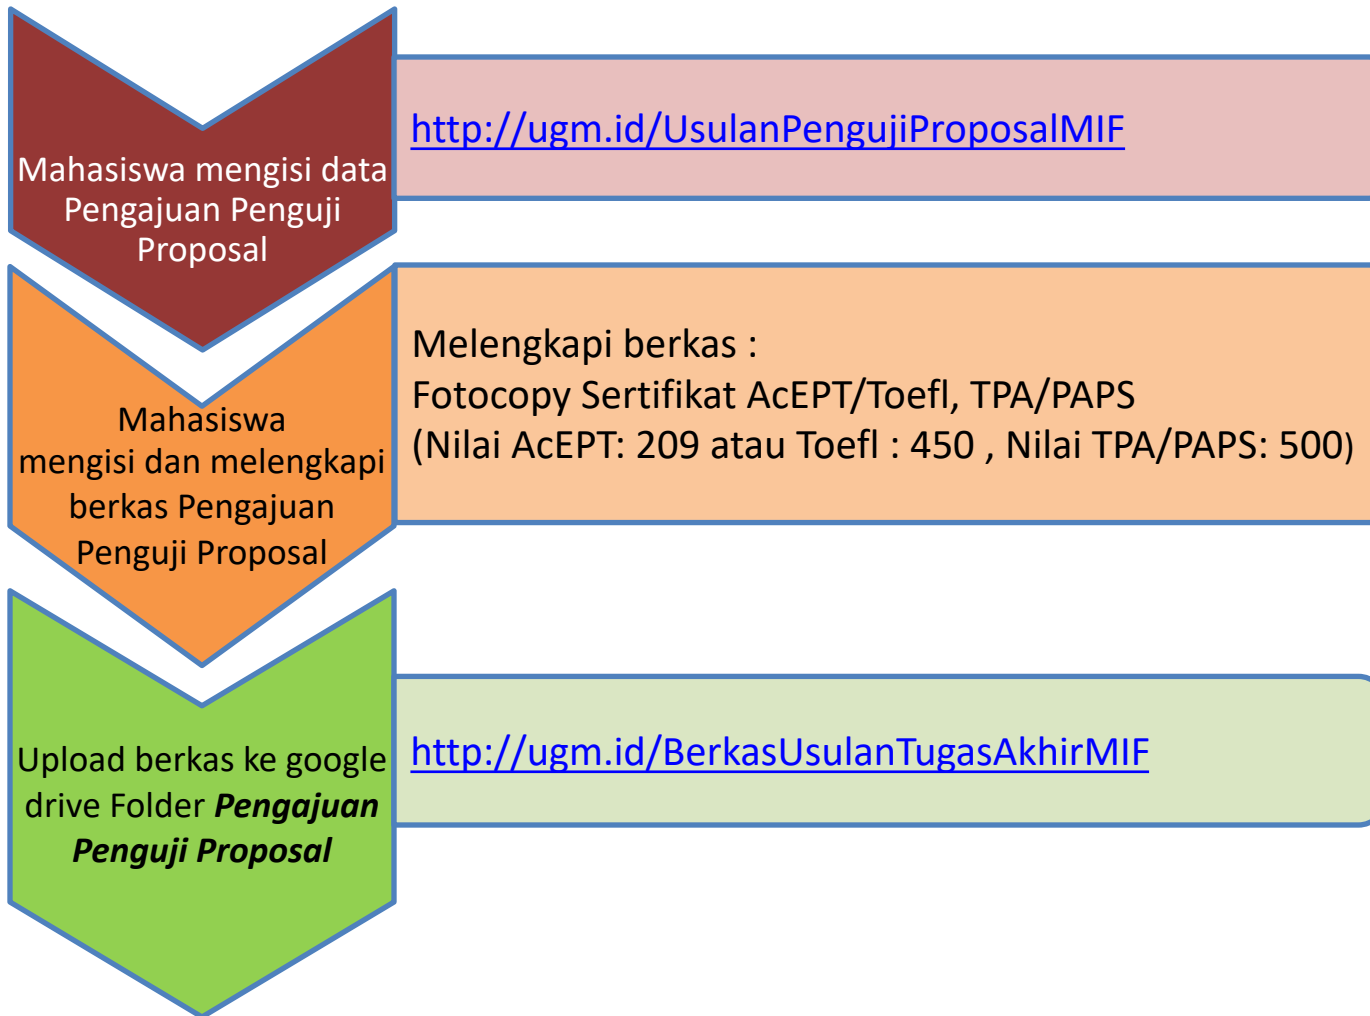 Mahasiswa mengisi data
Pengajuan Penguji
Proposal
http://ugm.id/UsulanPengujiProposalMIF
Mahasiswa
mengisi dan melengkapi
berkas Pengajuan
Penguji Proposal
Melengkapi berkas :
Fotocopy Sertifikat AcEPT/Toefl, TPA/PAPS
(Nilai AcEPT: 209 atau Toefl : 450 , Nilai TPA/PAPS: 500)
Upload berkas ke google
drive Folder Pengajuan
Penguji Proposal
http://ugm.id/BerkasUsulanTugasAkhirMIF